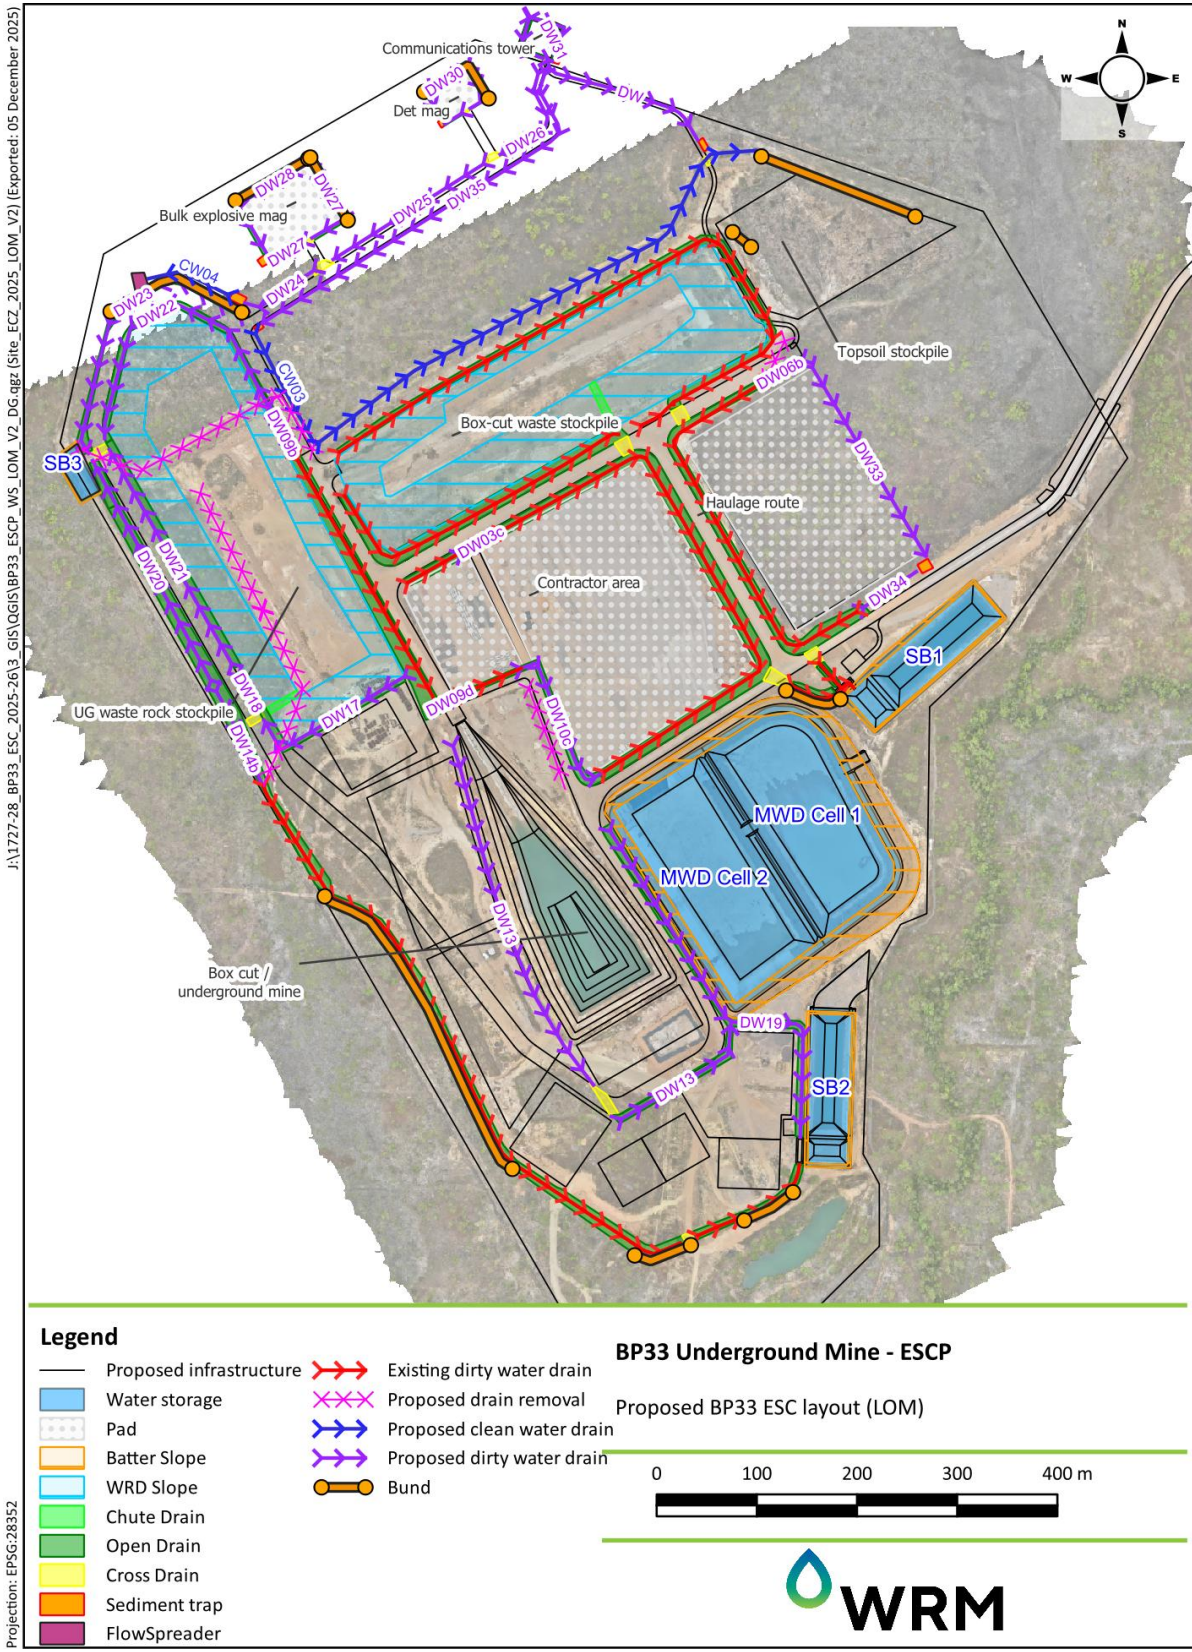 J:\1727-28_BP33_ESC_2025-26\3_GIS\QGIS\BP33_ESCP_WS_LOM_V2_DG.qgz (Site_ECZ_2025_LOM_V2) (Exported: 05 December 2025)
Projection: EPSG:28352
N
W
E
S
Communications tower
DW31
DW30
Det mag
DW
DW26
DW28
DW27
DW25
DW35
Bulk explosive mag
DW27
CW04
DW24
DW23
DW22
Topsoil stockpile
CW03
DW06b
DW09b
Box-cut waste stockpile
SB3
DW33
Haulage route
DW03c
DW20
DW21
Contractor area
DW34
SB1
DW18
DW09d
UG waste rock stockpile
DW17
DW10c
DW14b
MWD Cell 1
MWD Cell 2
DW13
Box cut /
underground mine
DW19
DW13
SB2
Legend
Proposed infrastructure
Water storage
Pad
Batter Slope
WRD Slope
Chute Drain
Open Drain
Cross Drain
Sediment trap
FlowSpreader
Existing dirty water drain
Proposed drain removal
Proposed clean water drain
Proposed dirty water drain
Bund
BP33 Underground Mine - ESCP
Proposed BP33 ESC layout (LOM)
0 100 200 300 400 m
WRM